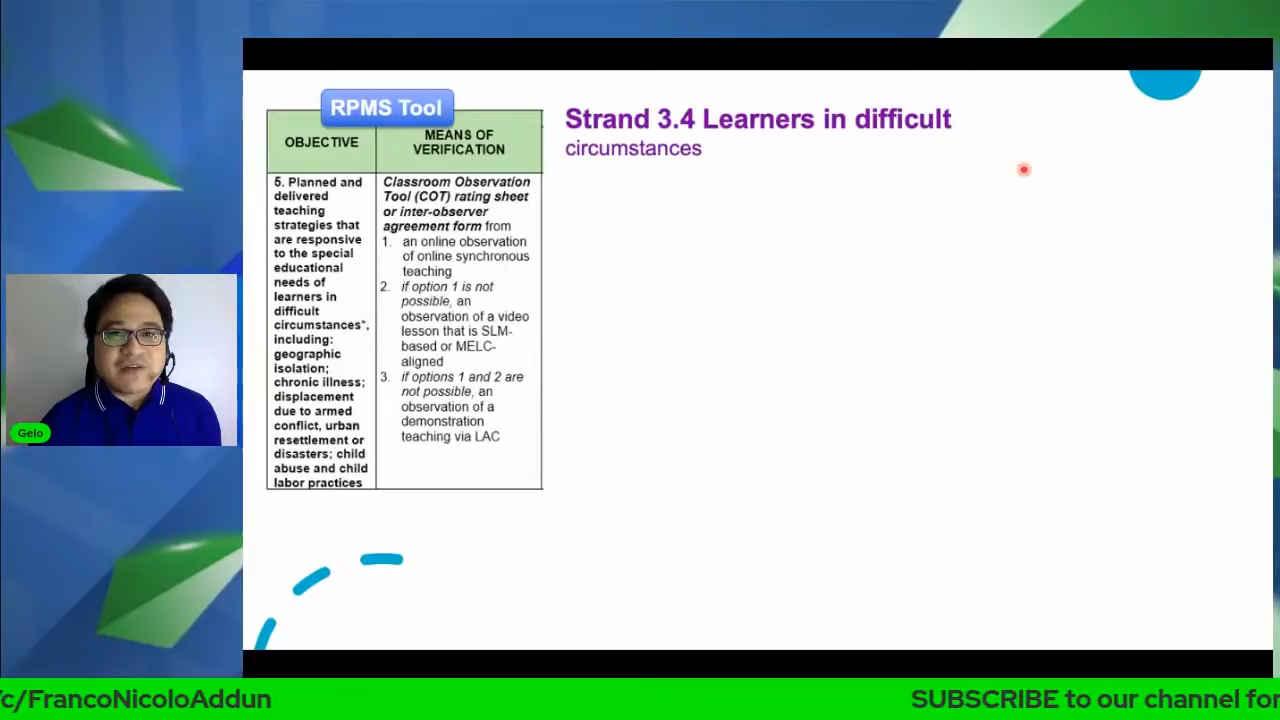 RPMS Tool
OBJECTIVE
MEANS OF
VERIFICATION
5. Planned and
delivered
teaching
strategies that
are responsive
to the special
educational
needs of
learners in
difficult
circumstances*,
including:
geographic
isolation;
chronic illness;
displacement
due to armed
conflict, urban
resettlement or
disasters; child
abuse and child
labor practices
Classroom Observation
Tool (COT) rating sheet
or inter-observer
agreement form from
1. an online observation
of online synchronous
teaching
2. if option 1 is not
possible, an
observation of a video
lesson that is SLM-
based or MELC-
aligned
3. if options 1 and 2 are
not possible, an
observation of a
demonstration
teaching via LAC
Strand 3.4 Learners in difficult
circumstances
Gelo
/c/FrancoNicoloAddun
SUBSCRIBE to our channel for